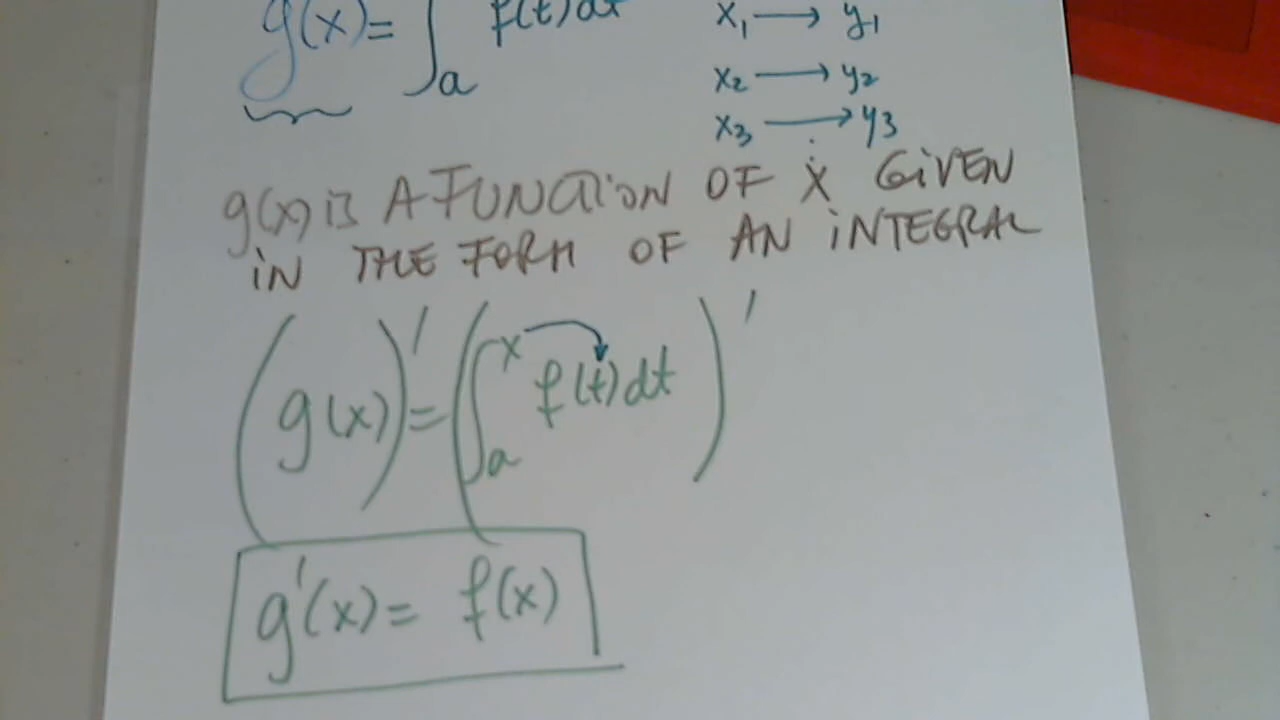 g(x) = ∫a f(t)dt
x1 → y1
x2 → y2
x3 → y3
g(x) is A FUNCTION OF x GiVEN
iN THE FORM OF AN iNTEGRAL
(g(x))' = (∫a^x f(t)dt)'
g'(x) = f(x)